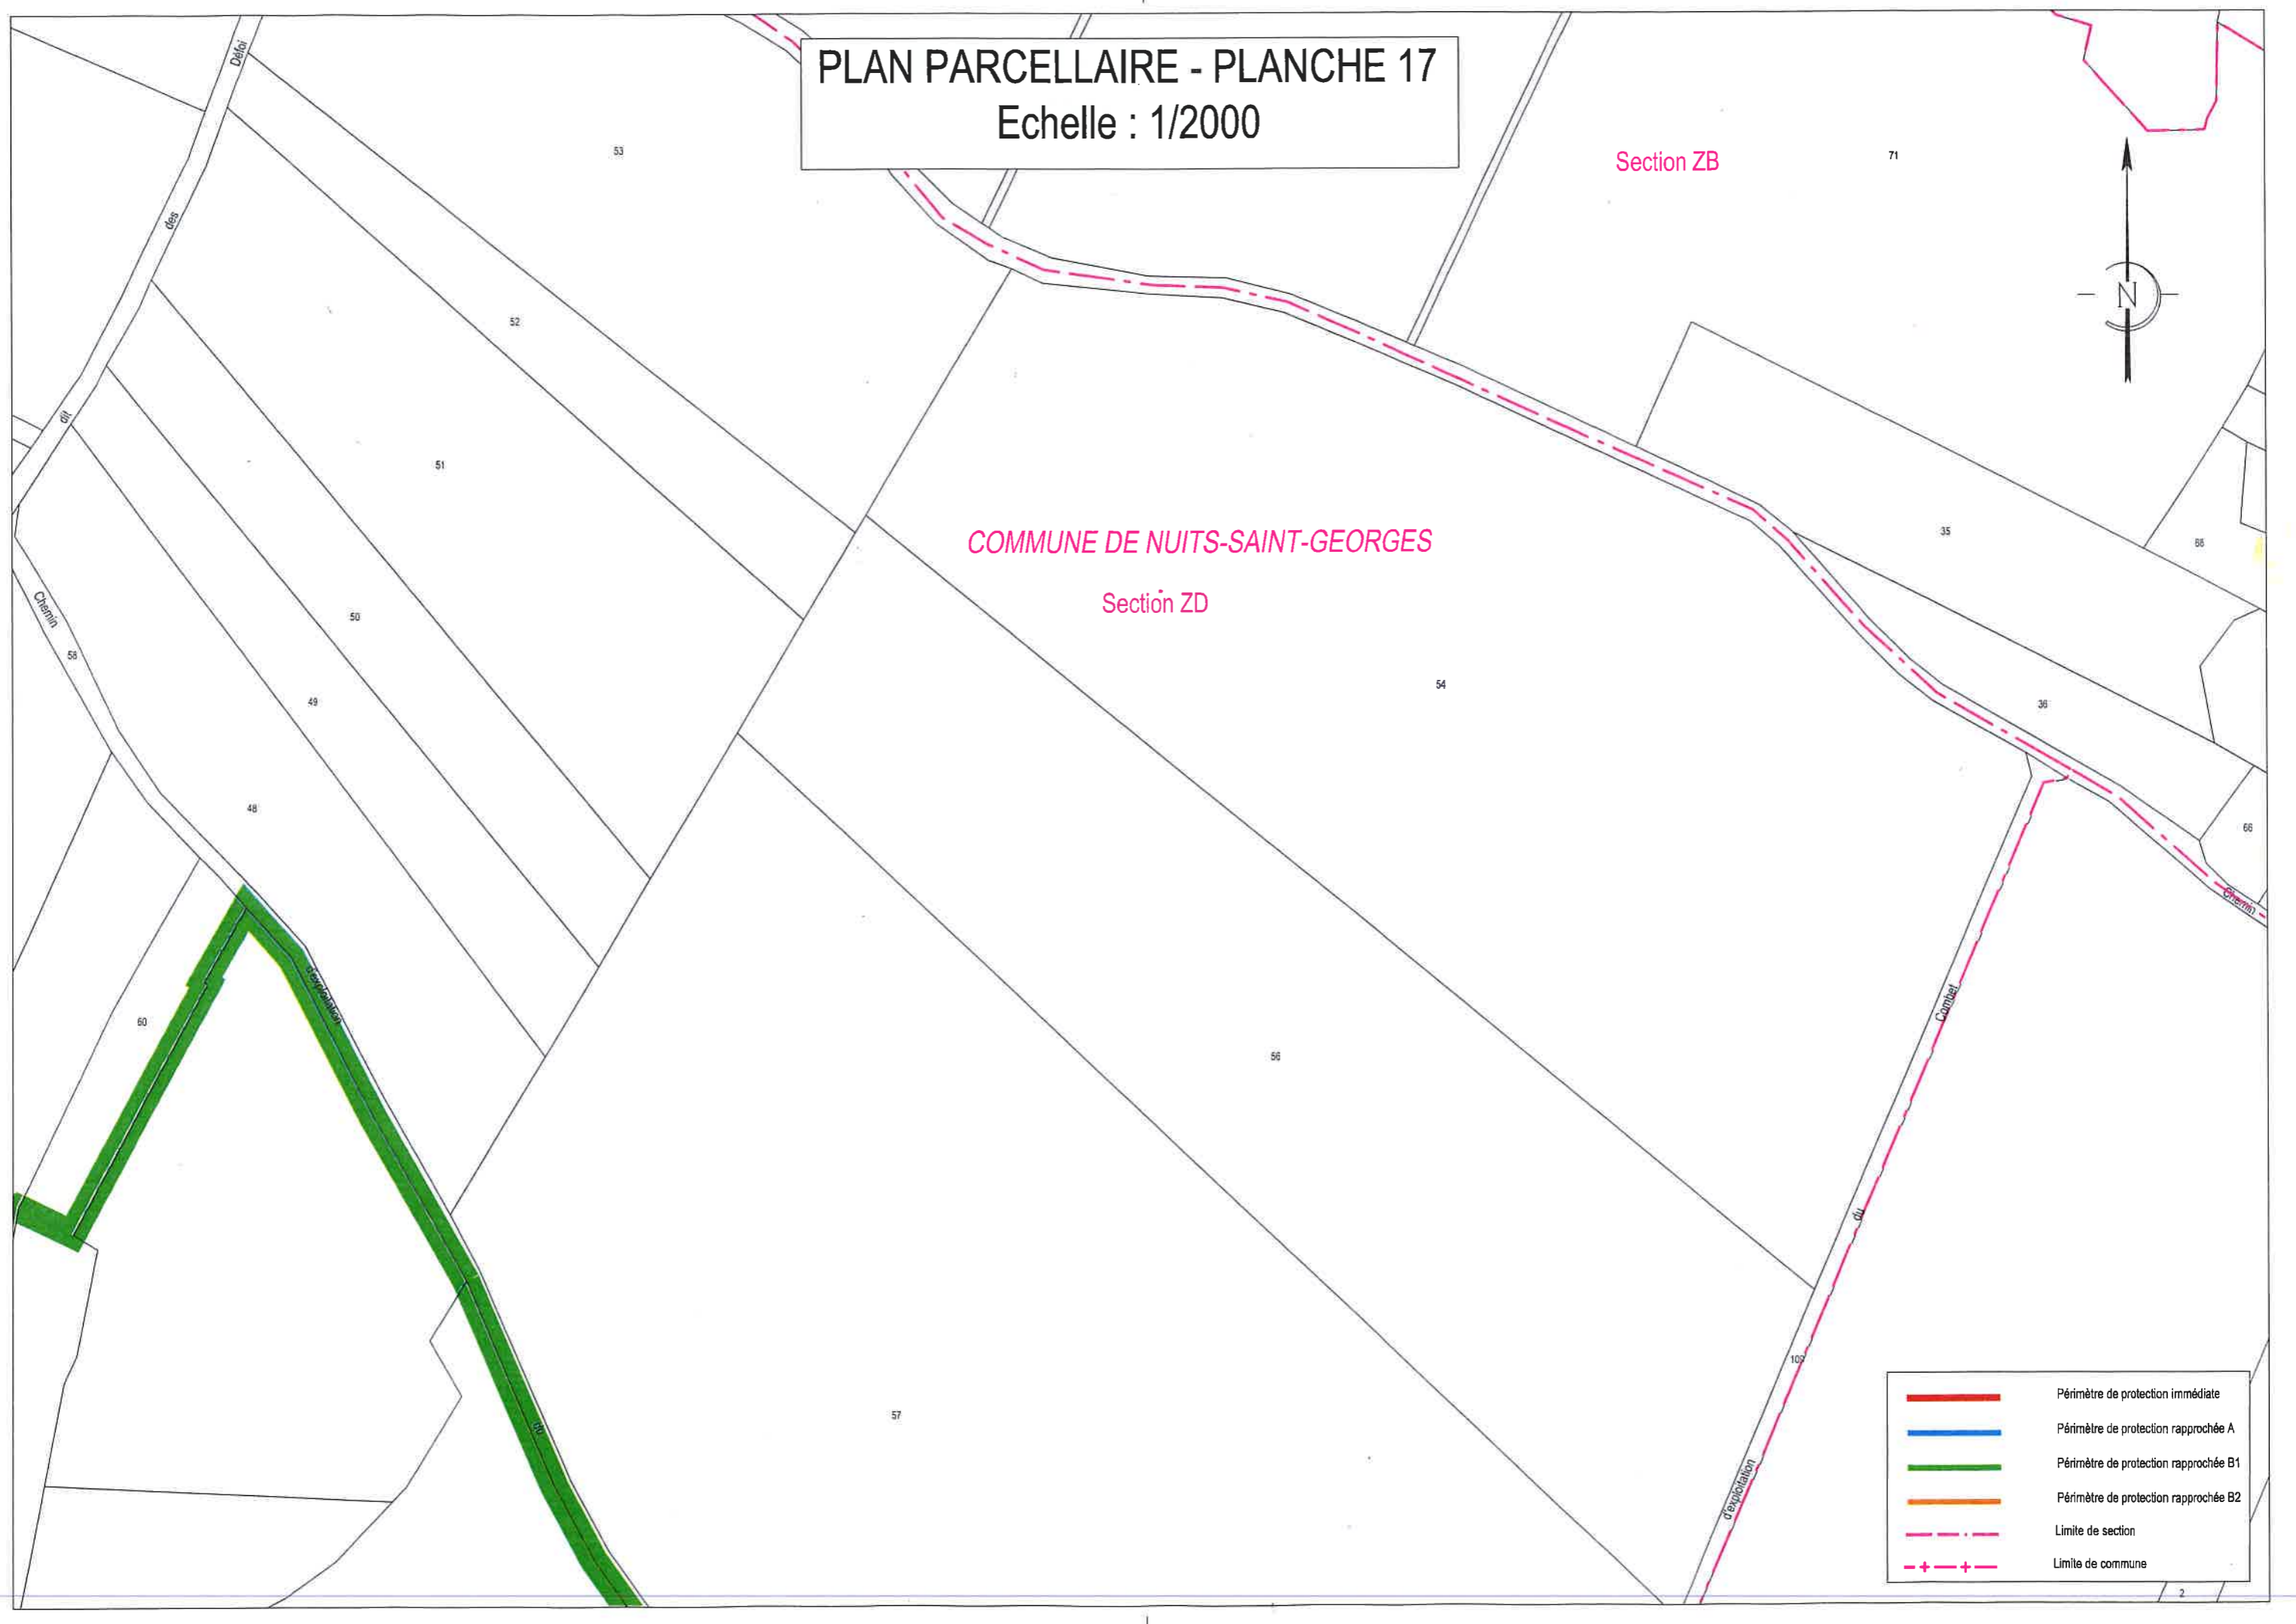 PLAN PARCELLAIRE - PLANCHE 17
Echelle : 1/2000
Défoi
des
dit
53
Section ZB
71
N
52
51
COMMUNE DE NUITS-SAINT-GEORGES
Section ZD
35
68
Chemin
58
50
49
54
36
48
66
Chemin
d'exploitation
60
Combet
56
du
109
57
du
d'exploitation
Périmètre de protection immédiate
Périmètre de protection rapprochée A
Périmètre de protection rapprochée B1
Périmètre de protection rapprochée B2
Limite de section
Limite de commune
2